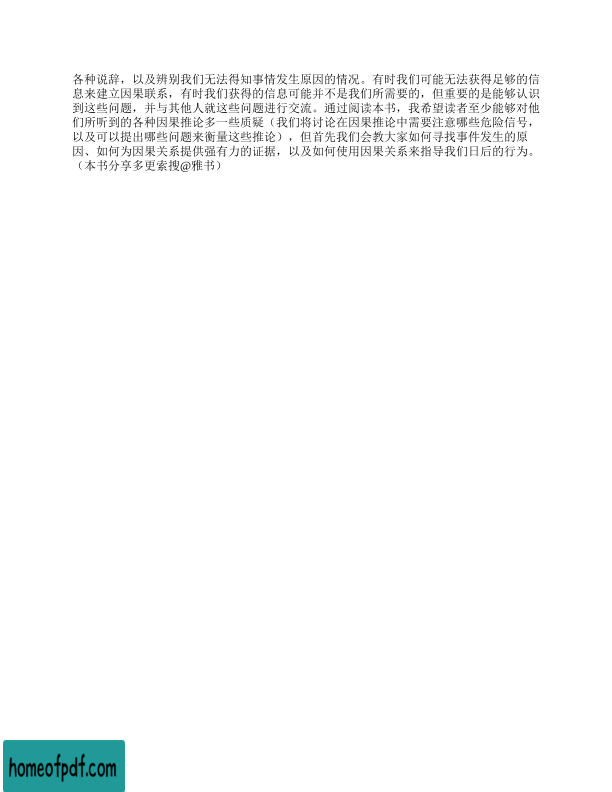 各种说辞，以及辨别我们无法得知事情发生原因的情况。有时我们可能无法获得足够的信
息来建立因果联系，有时我们获得的信息可能并不是我们所需要的，但重要的是能够认识
到这些问题，并与其他人就这些问题进行交流。通过阅读本书，我希望读者至少能够对他
们所听到的各种因果推论多一些质疑（我们将讨论在因果推论中需要注意哪些危险信号，
以及可以提出哪些问题来衡量这些推论），但首先我们会教大家如何寻找事件发生的原
因、如何为因果关系提供强有力的证据，以及如何使用因果关系来指导我们日后的行为。
（本书分享多更索搜@雅书）
homeofpdf.com